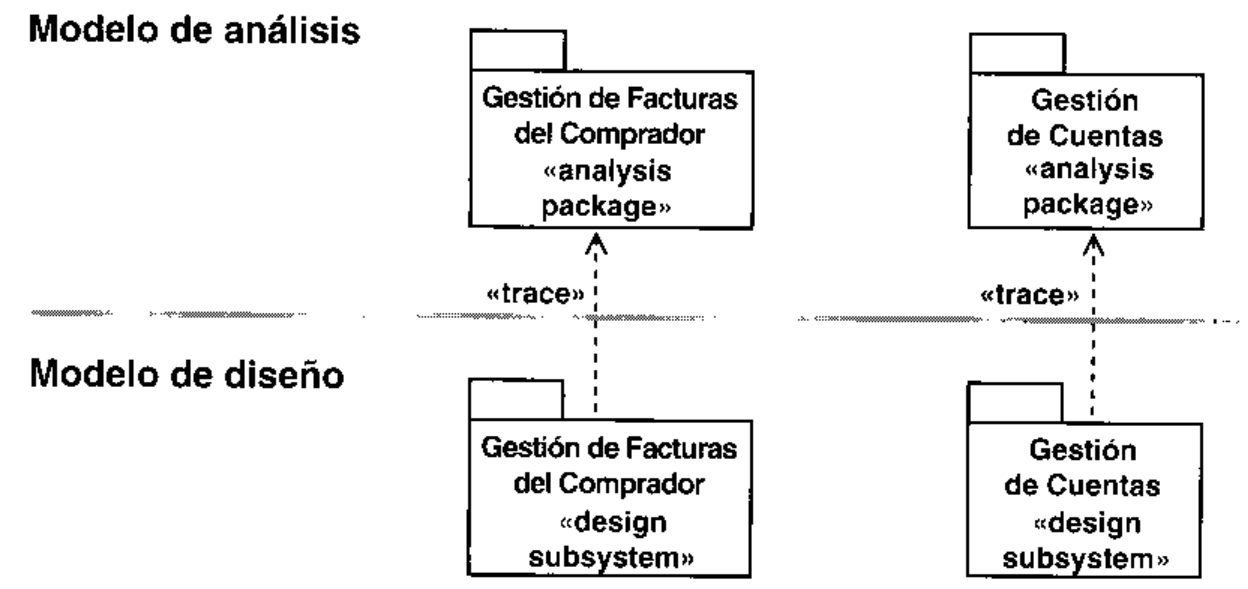 Modelo de análisis
Gestión de Facturas
del Comprador
«analysis
package»
Gestión
de Cuentas
«analysis
package»
«trace»
«trace»
Modelo de diseño
Gestión de Facturas
del Comprador
«design
subsystem»
Gestión
de Cuentas
«design
subsystem»